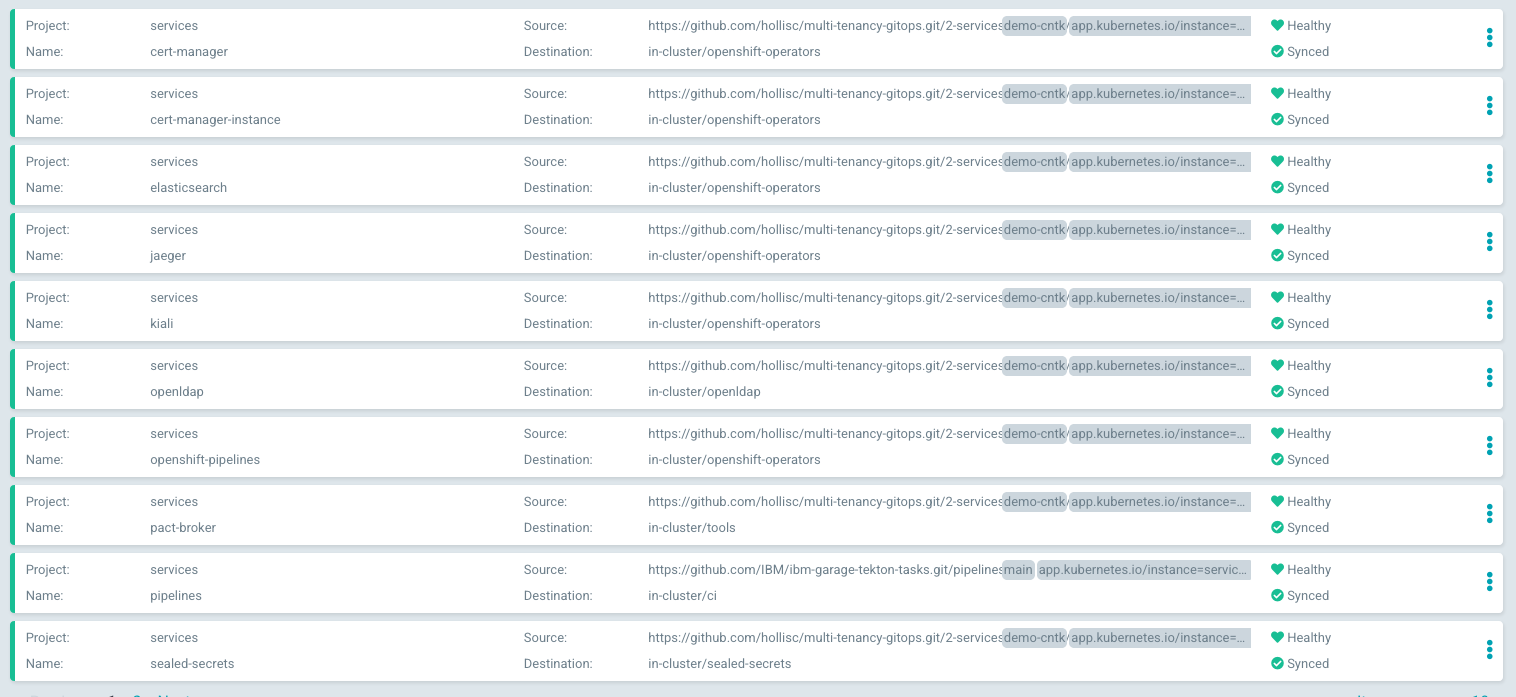 Project: services Source: https://github.com/hollisc/multi-tenancy-gitops.git/2-services demo-cntk app.kubernetes.io/instance=... Healthy
Name: cert-manager Destination: in-cluster/openshift-operators Synced
Project: services Source: https://github.com/hollisc/multi-tenancy-gitops.git/2-services demo-cntk app.kubernetes.io/instance=... Healthy
Name: cert-manager-instance Destination: in-cluster/openshift-operators Synced
Project: services Source: https://github.com/hollisc/multi-tenancy-gitops.git/2-services demo-cntk app.kubernetes.io/instance=... Healthy
Name: elasticsearch Destination: in-cluster/openshift-operators Synced
Project: services Source: https://github.com/hollisc/multi-tenancy-gitops.git/2-services demo-cntk app.kubernetes.io/instance=... Healthy
Name: jaeger Destination: in-cluster/openshift-operators Synced
Project: services Source: https://github.com/hollisc/multi-tenancy-gitops.git/2-services demo-cntk app.kubernetes.io/instance=... Healthy
Name: kiali Destination: in-cluster/openshift-operators Synced
Project: services Source: https://github.com/hollisc/multi-tenancy-gitops.git/2-services demo-cntk app.kubernetes.io/instance=... Healthy
Name: openldap Destination: in-cluster/openldap Synced
Project: services Source: https://github.com/hollisc/multi-tenancy-gitops.git/2-services demo-cntk app.kubernetes.io/instance=... Healthy
Name: openshift-pipelines Destination: in-cluster/openshift-operators Synced
Project: services Source: https://github.com/hollisc/multi-tenancy-gitops.git/2-services demo-cntk app.kubernetes.io/instance=... Healthy
Name: pact-broker Destination: in-cluster/tools Synced
Project: services Source: https://github.com/IBM/ibm-garage-tekton-tasks.git/pipelines main app.kubernetes.io/instance=servic... Healthy
Name: pipelines Destination: in-cluster/ci Synced
Project: services Source: https://github.com/hollisc/multi-tenancy-gitops.git/2-services demo-cntk app.kubernetes.io/instance=... Healthy
Name: sealed-secrets Destination: in-cluster/sealed-secrets Synced